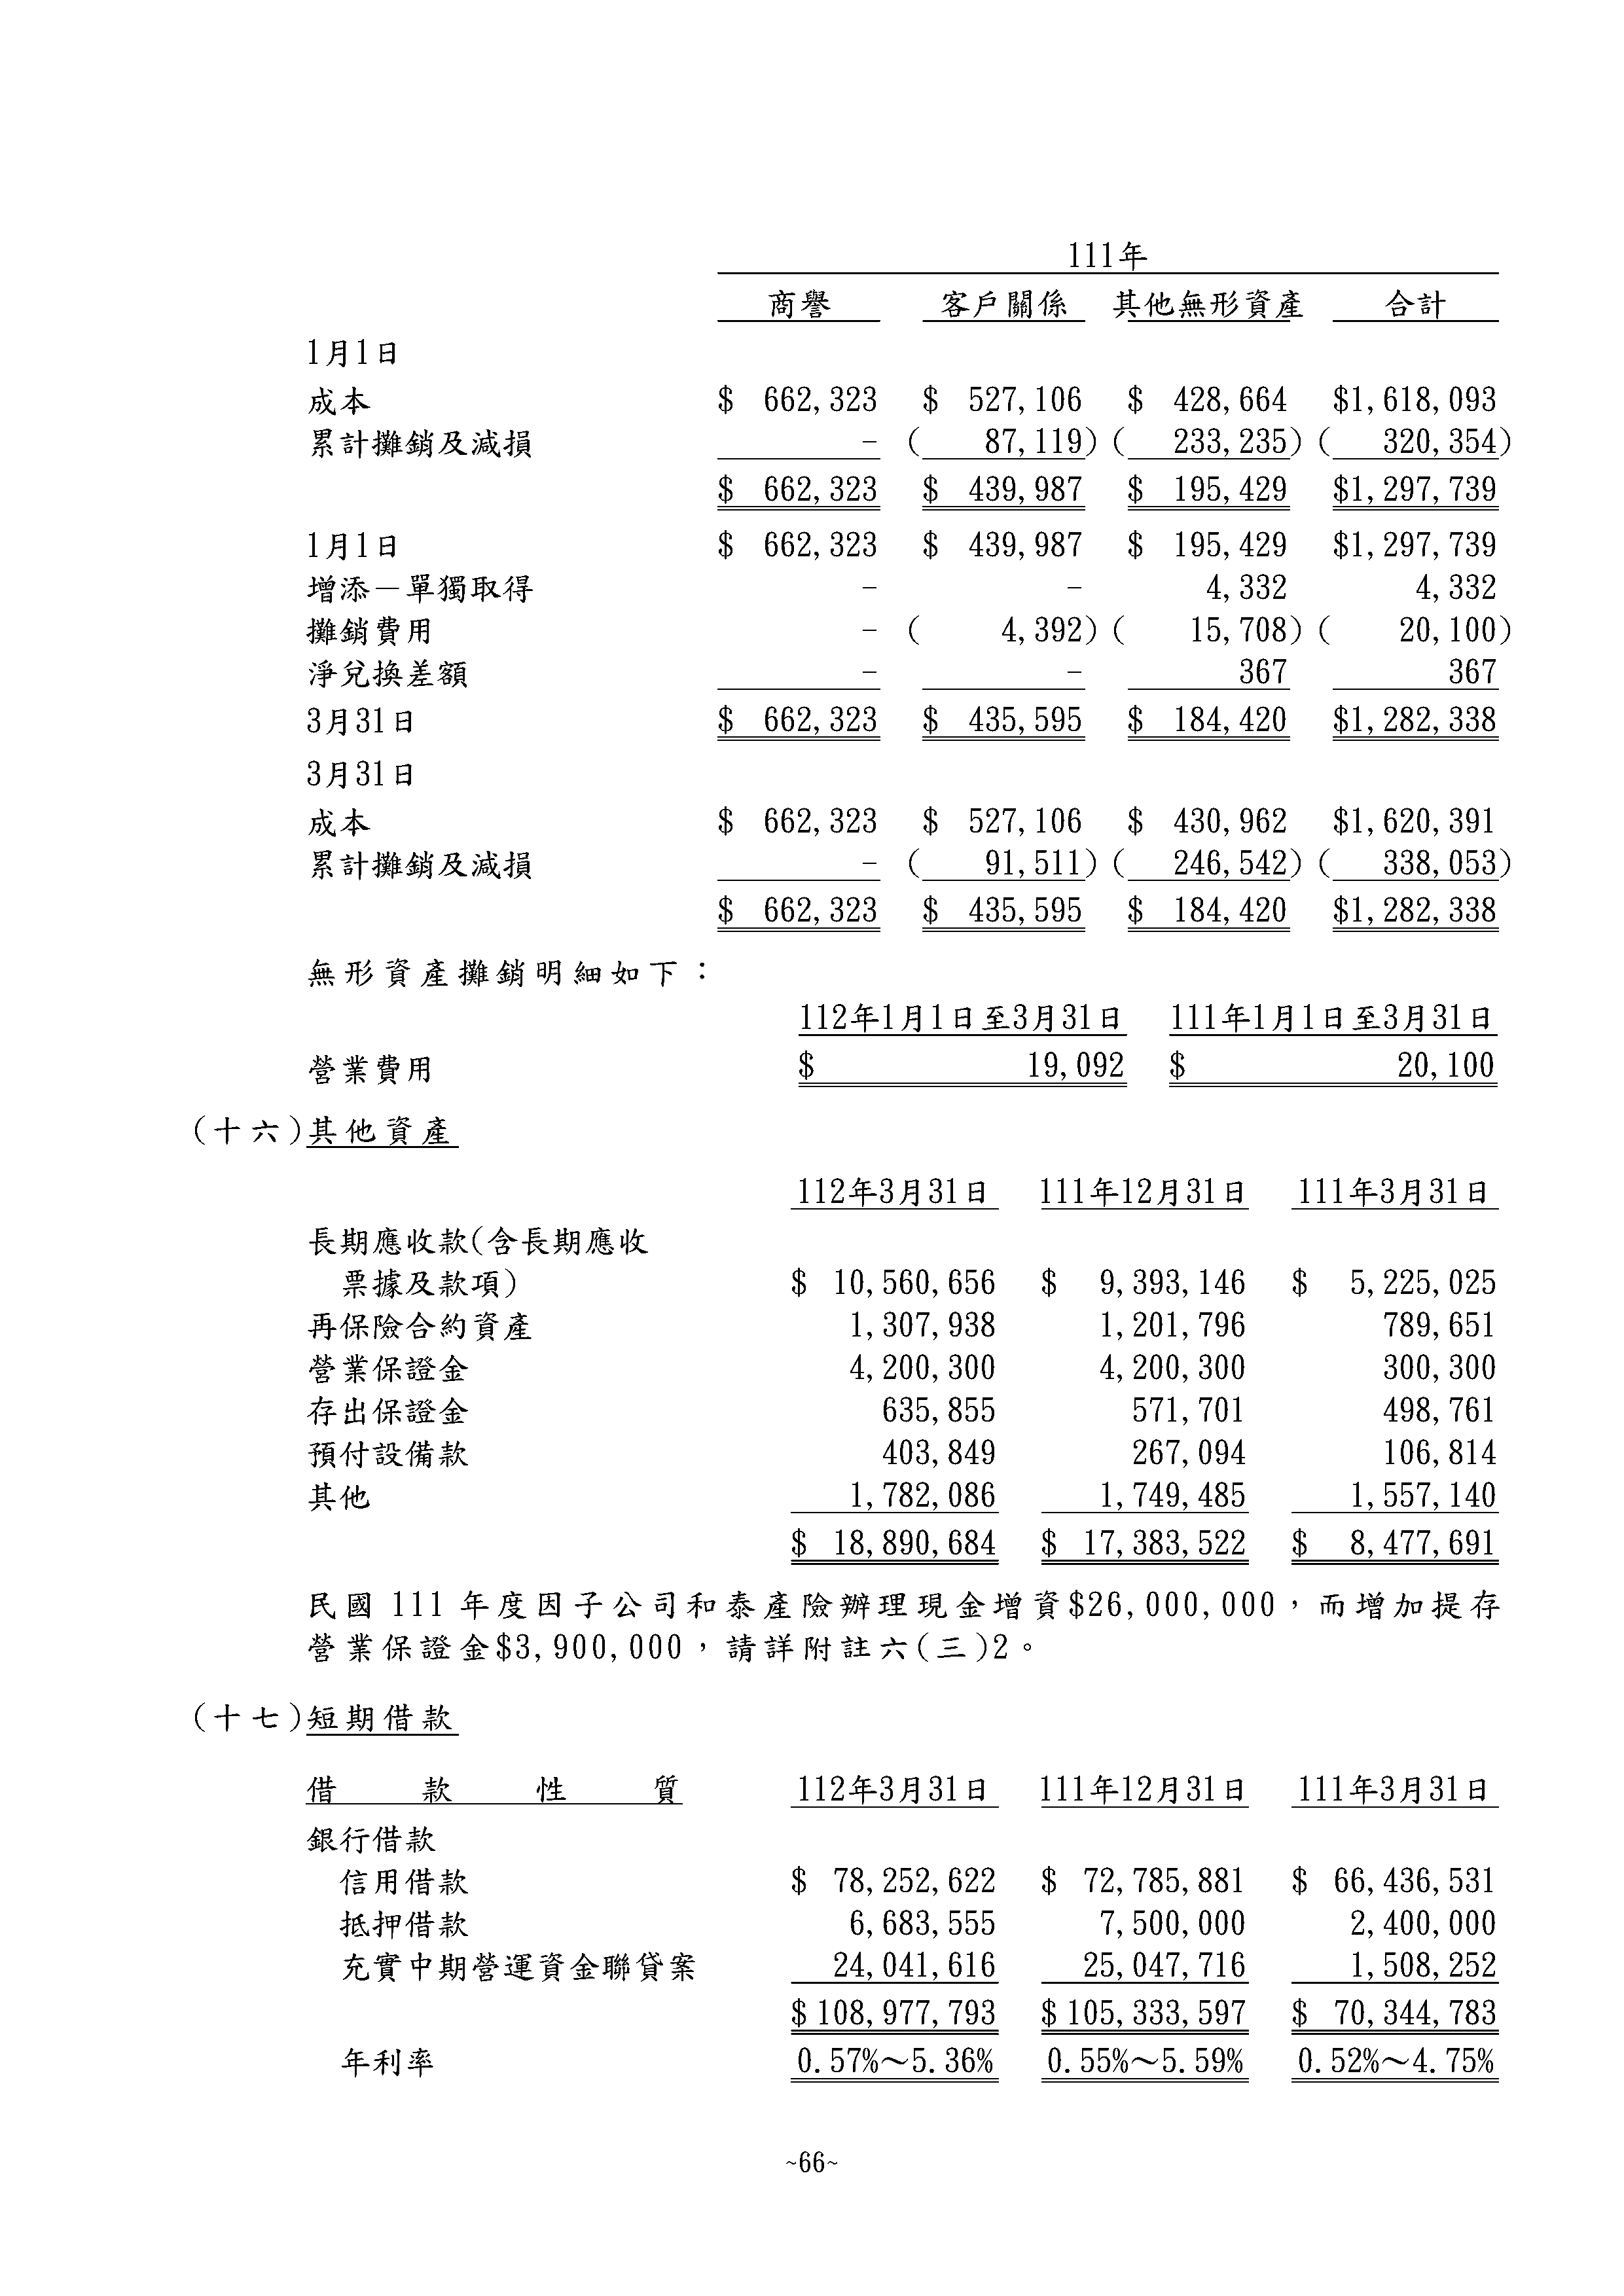 111年
商譽 客戶關係 其他無形資產 合計
1月1日
成本 $ 662,323 $ 527,106 $ 428,664 $1,618,093
累計攤銷及減損 - ( 87,119) ( 233,235) ( 320,354)
$ 662,323 $ 439,987 $ 195,429 $1,297,739
1月1日 $ 662,323 $ 439,987 $ 195,429 $1,297,739
增添－單獨取得 - - 4,332 4,332
攤銷費用 - ( 4,392) ( 15,708) ( 20,100)
淨兌換差額 - - 367 367
3月31日 $ 662,323 $ 435,595 $ 184,420 $1,282,338
3月31日
成本 $ 662,323 $ 527,106 $ 430,962 $1,620,391
累計攤銷及減損 - ( 91,511) ( 246,542) ( 338,053)
$ 662,323 $ 435,595 $ 184,420 $1,282,338
無形資產攤銷明細如下：
112年1月1日至3月31日 111年1月1日至3月31日
營業費用 $ 19,092 $ 20,100
(十六)其他資產
112年3月31日 111年12月31日 111年3月31日
長期應收款(含長期應收
票據及款項) $ 10,560,656 $ 9,393,146 $ 5,225,025
再保險合約資產 1,307,938 1,201,796 789,651
營業保證金 4,200,300 4,200,300 300,300
存出保證金 635,855 571,701 498,761
預付設備款 403,849 267,094 106,814
其他 1,782,086 1,749,485 1,557,140
$ 18,890,684 $ 17,383,522 $ 8,477,691
民國 111 年度因子公司和泰產險辦理現金增資$26,000,000，而增加提存
營業保證金$3,900,000，請詳附註六(三)2。
(十七)短期借款
借款性質 112年3月31日 111年12月31日 111年3月31日
銀行借款
信用借款 $ 78,252,622 $ 72,785,881 $ 66,436,531
抵押借款 6,683,555 7,500,000 2,400,000
充實中期營運資金聯貸案 24,041,616 25,047,716 1,508,252
$108,977,793 $105,333,597 $ 70,344,783
年利率 0.57%～5.36% 0.55%～5.59% 0.52%～4.75%
~66~